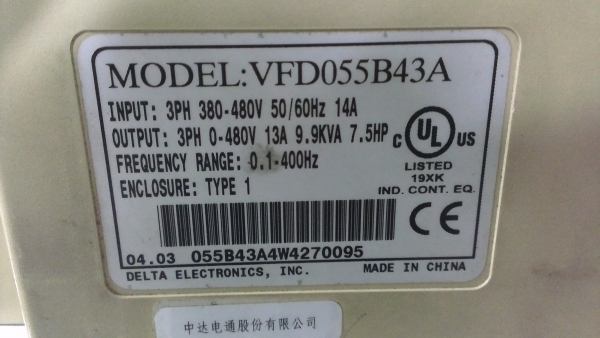 MODEL:VFD055B43A
INPUT: 3PH 380-480V 50/60Hz 14A
OUTPUT: 3PH 0-480V 13A 9.9KVA 7.5HP
FREQUENCY RANGE: 0.1-400Hz
ENCLOSURE: TYPE 1
C UL US
LISTED
19XK
IND. CONT. EQ.
CE
04.03 055B43A4W4270095
DELTA ELECTRONICS, INC. MADE IN CHINA
中达电通股份有限公司